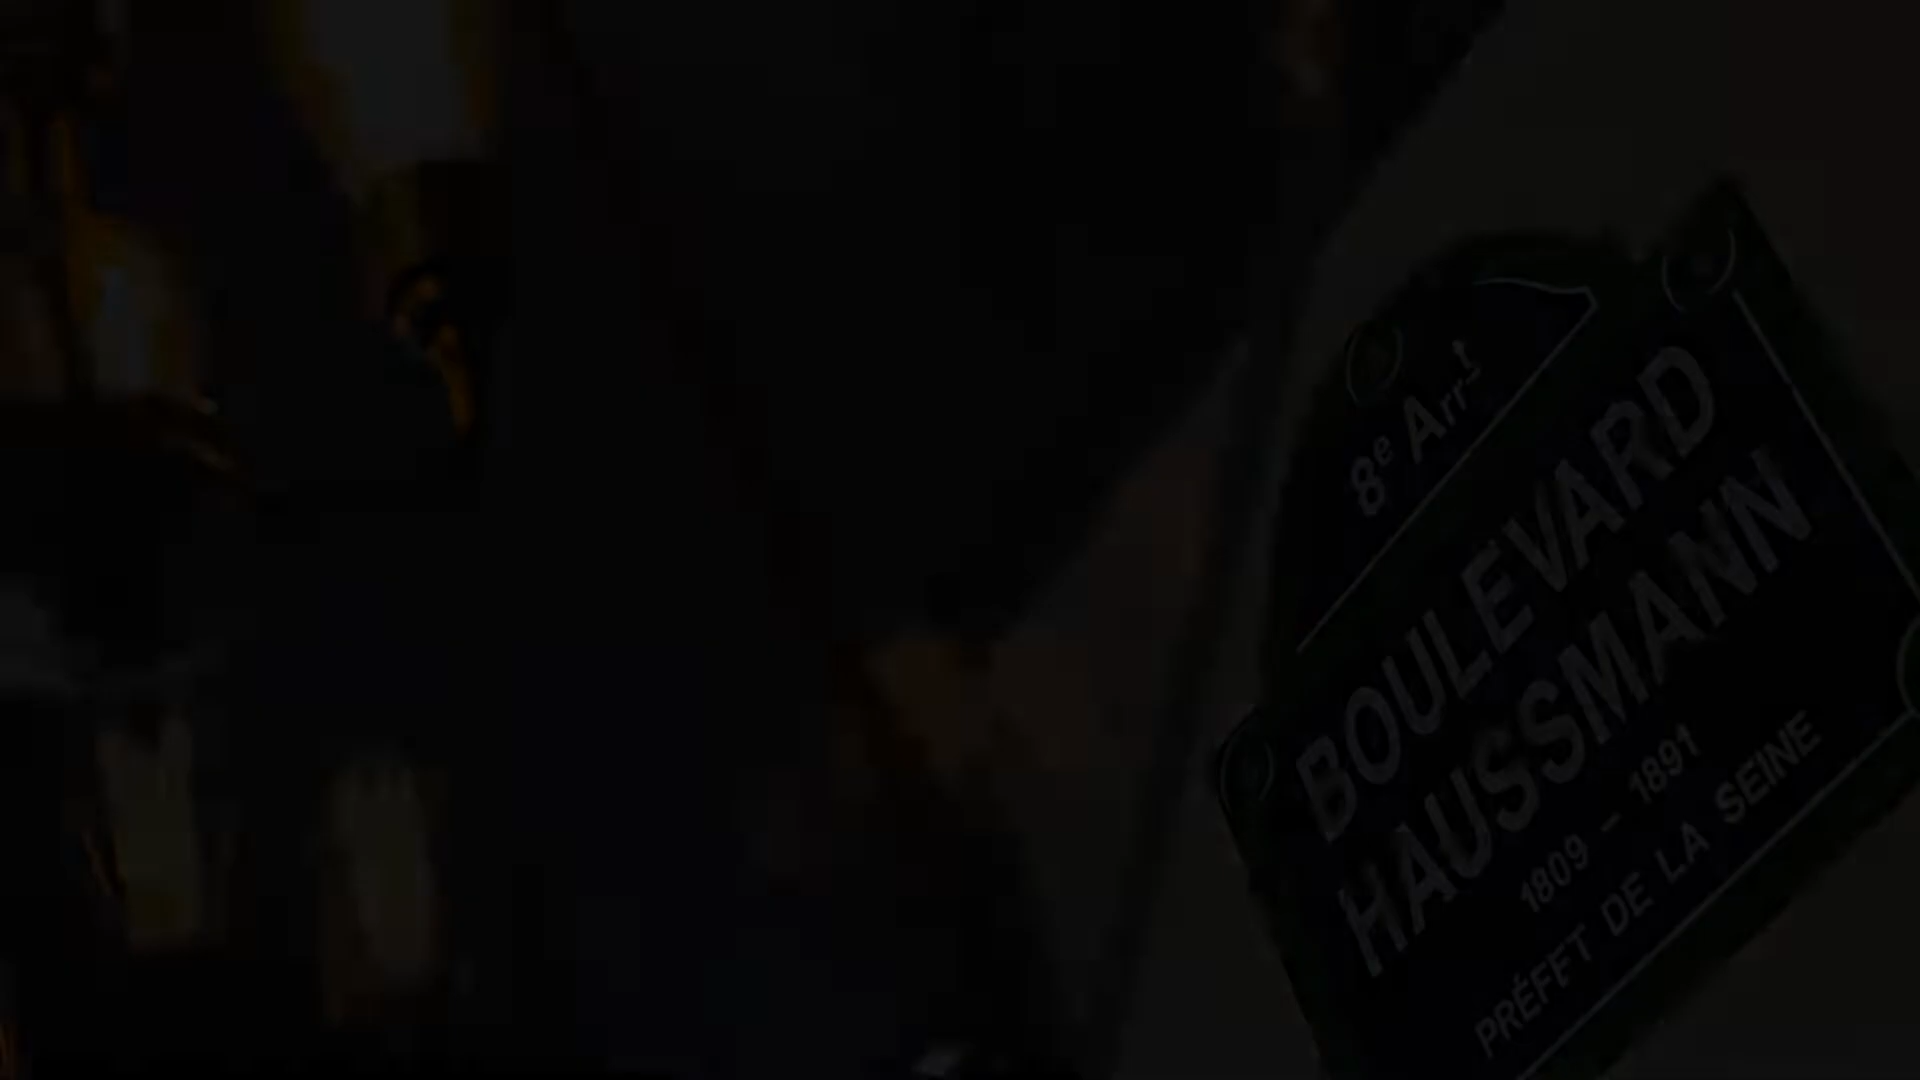 8e Arrt
BOULEVARD
HAUSSMANN
1809 – 1891
PRÉFET DE LA SEINE